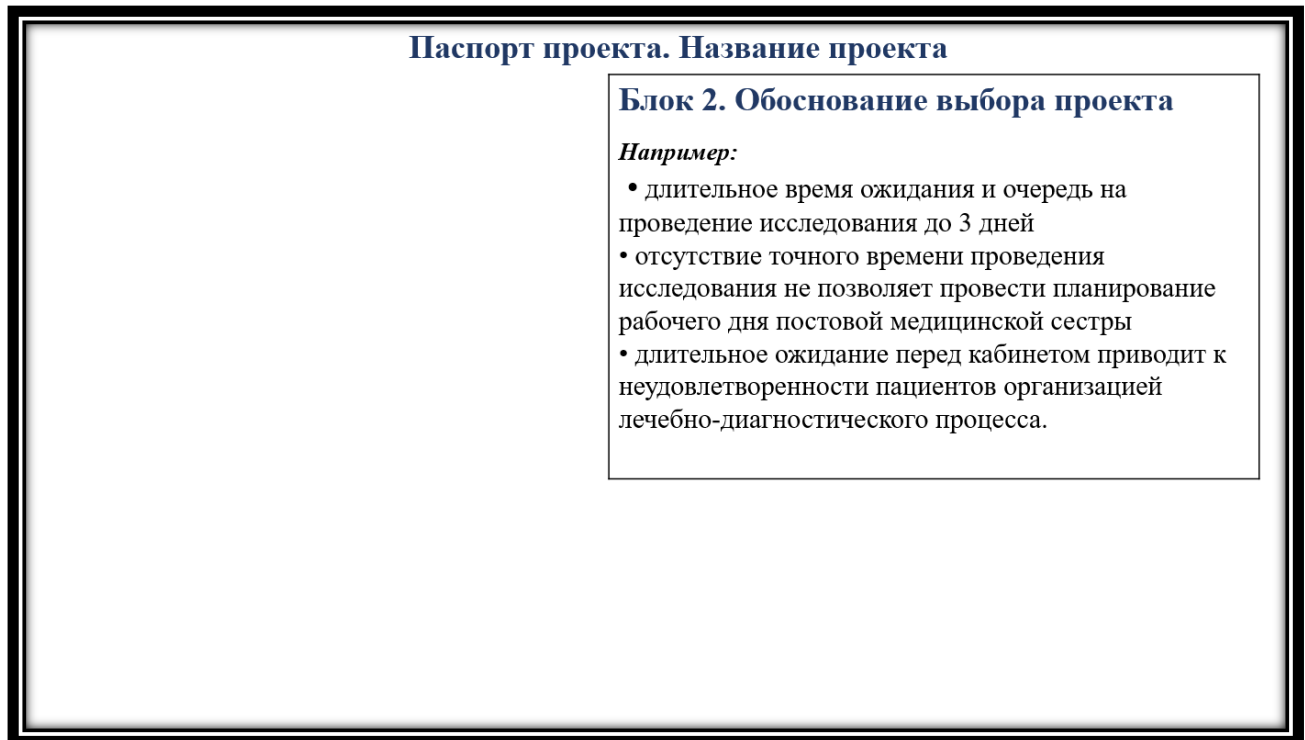 Паспорт проекта. Название проекта
Блок 2. Обоснование выбора проекта
Например:
• длительное время ожидания и очередь на
проведение исследования до 3 дней
• отсутствие точного времени проведения
исследования не позволяет провести планирование
рабочего дня постовой медицинской сестры
• длительное ожидание перед кабинетом приводит к
неудовлетворенности пациентов организацией
лечебно-диагностического процесса.